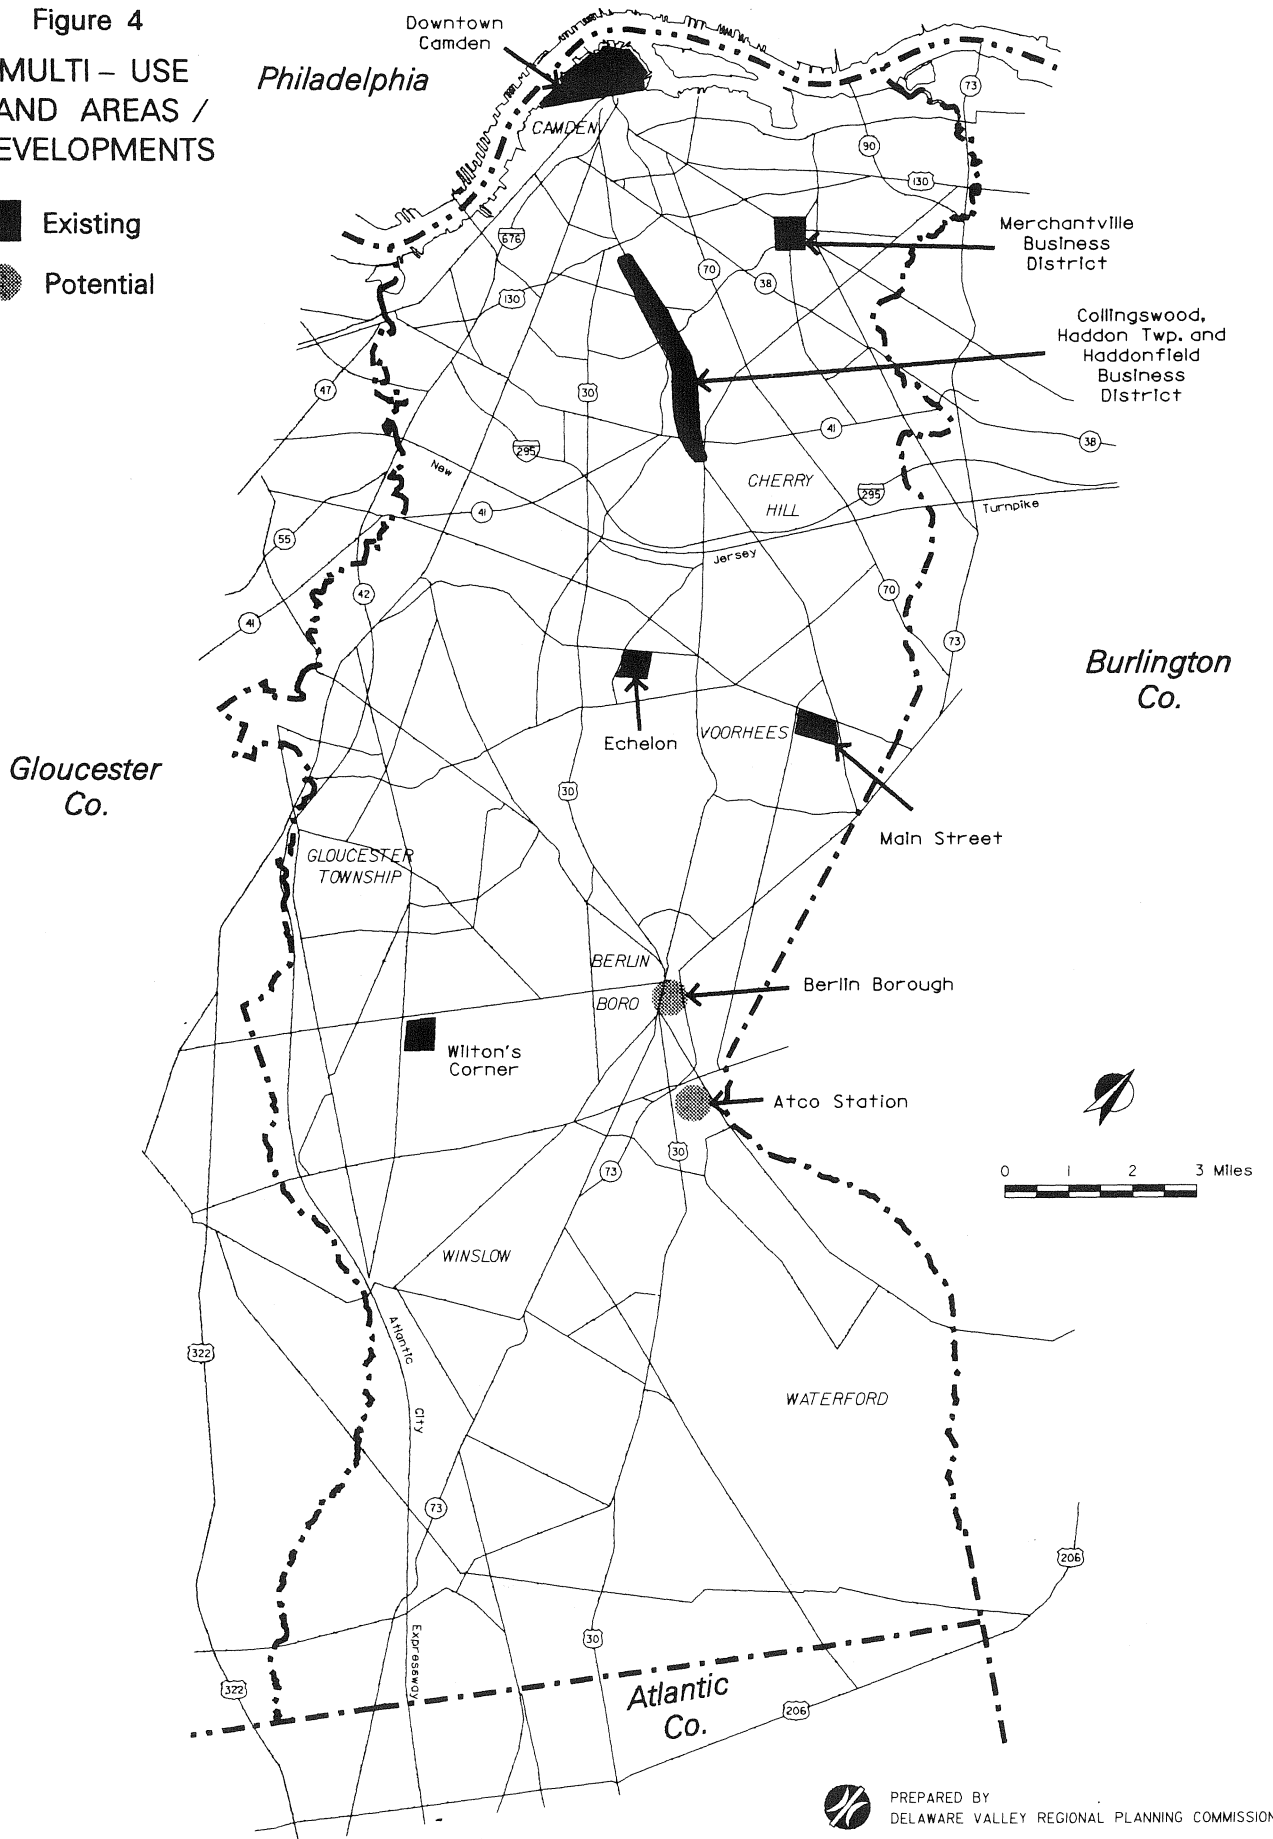 Figure 4
MULTI - USE
AND AREAS /
EVELOPMENTS
Existing
Potential
Downtown
Camden
Philadelphia
CAMDEN
73
90
130
676
Merchantville
Business
District
70
38
130
Collingswood,
Haddon Twp. and
Haddonfield
Business
District
47
30
41
38
295
New
CHERRY
HILL
295
Turnpike
41
55
Jersey
42
70
41
73
Burlington
Co.
Echelon
VOORHEES
Gloucester
Co.
30
Main Street
GLOUCESTER
TOWNSHIP
BERLIN
BORO
Berlin Borough
Wilton's
Corner
Atco Station
30
73
0 1 2 3 Miles
WINSLOW
Atlantic
City
Expressway
322
WATERFORD
73
206
30
322
Atlantic
Co.
206
PREPARED BY
DELAWARE VALLEY REGIONAL PLANNING COMMISSION